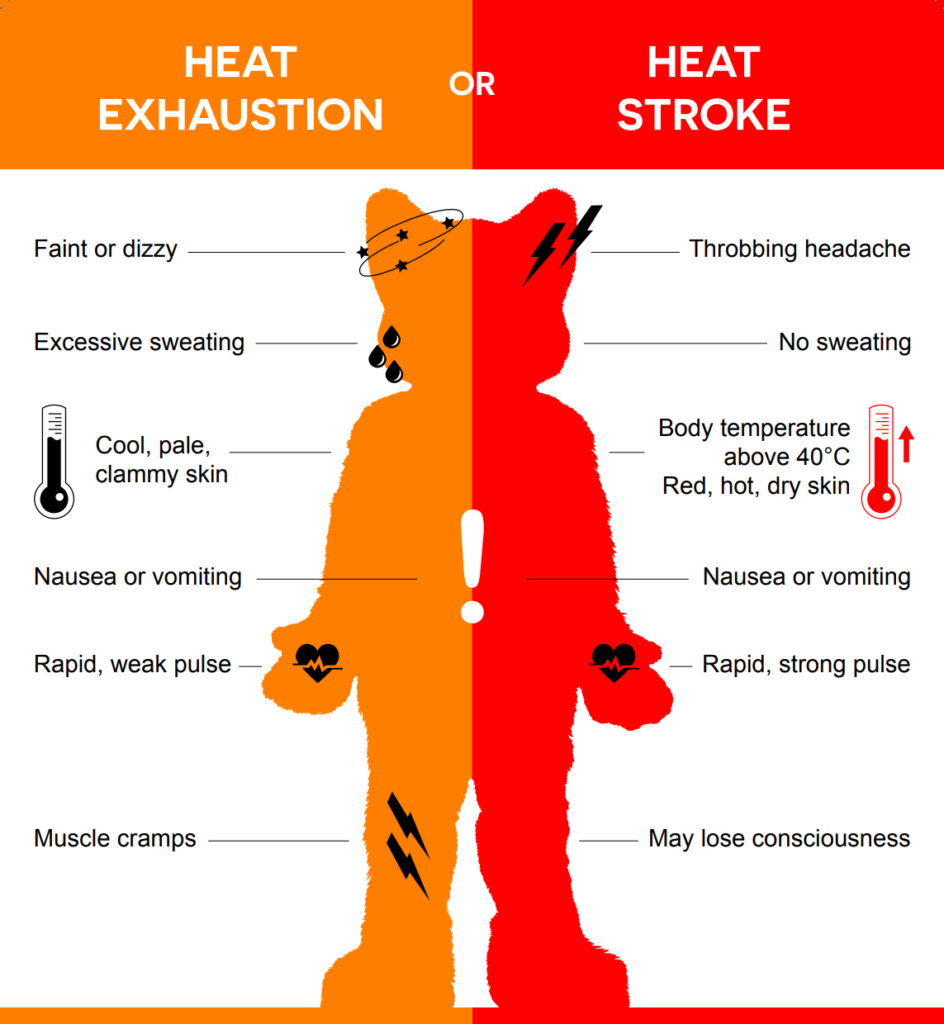 HEAT
EXHAUSTION
OR
HEAT
STROKE
Faint or dizzy
Throbbing headache
Excessive sweating
No sweating
Cool, pale,
clammy skin
Body temperature
above 40°C
Red, hot, dry skin
Nausea or vomiting
Nausea or vomiting
Rapid, weak pulse
Rapid, strong pulse
Muscle cramps
May lose consciousness